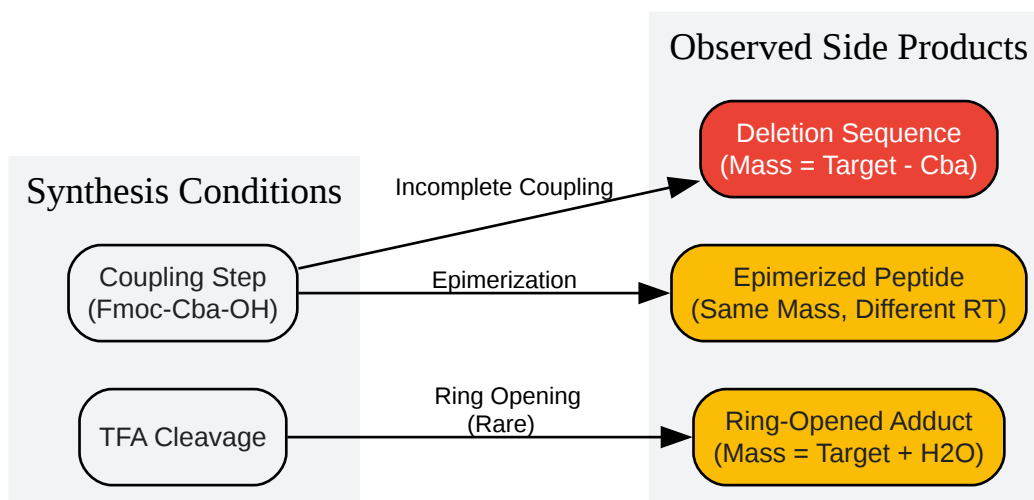 Observed Side Products
Deletion Sequence
(Mass = Target - Cba)
Incomplete Coupling
Synthesis Conditions
Coupling Step
(Fmoc-Cba-OH)
Epimerization
Epimerized Peptide
(Same Mass, Different RT)
TFA Cleavage
Ring Opening
(Rare)
Ring-Opened Adduct
(Mass = Target + H2O)